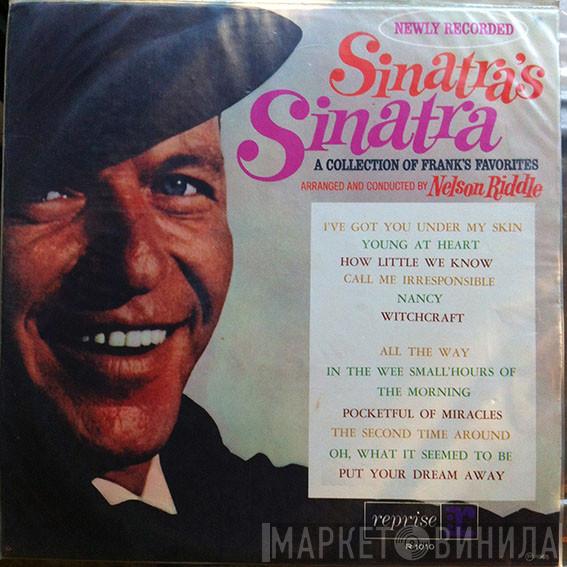 NEWLY RECORDED
Sinatra's
Sinatra
A COLLECTION OF FRANK'S FAVORITES
ARRANGED AND CONDUCTED BY Nelson Riddle
I'VE GOT YOU UNDER MY SKIN
YOUNG AT HEART
HOW LITTLE WE KNOW
CALL ME IRRESPONSIBLE
NANCY
WITCHCRAFT
ALL THE WAY
IN THE WEE SMALL'HOURS OF
THE MORNING
POCKETFUL OF MIRACLES
THE SECOND TIME AROUND
OH, WHAT IT SEEMED TO BE
PUT YOUR DREAM AWAY
reprise
R-1010
МАРКЕТ ВИНИЛА